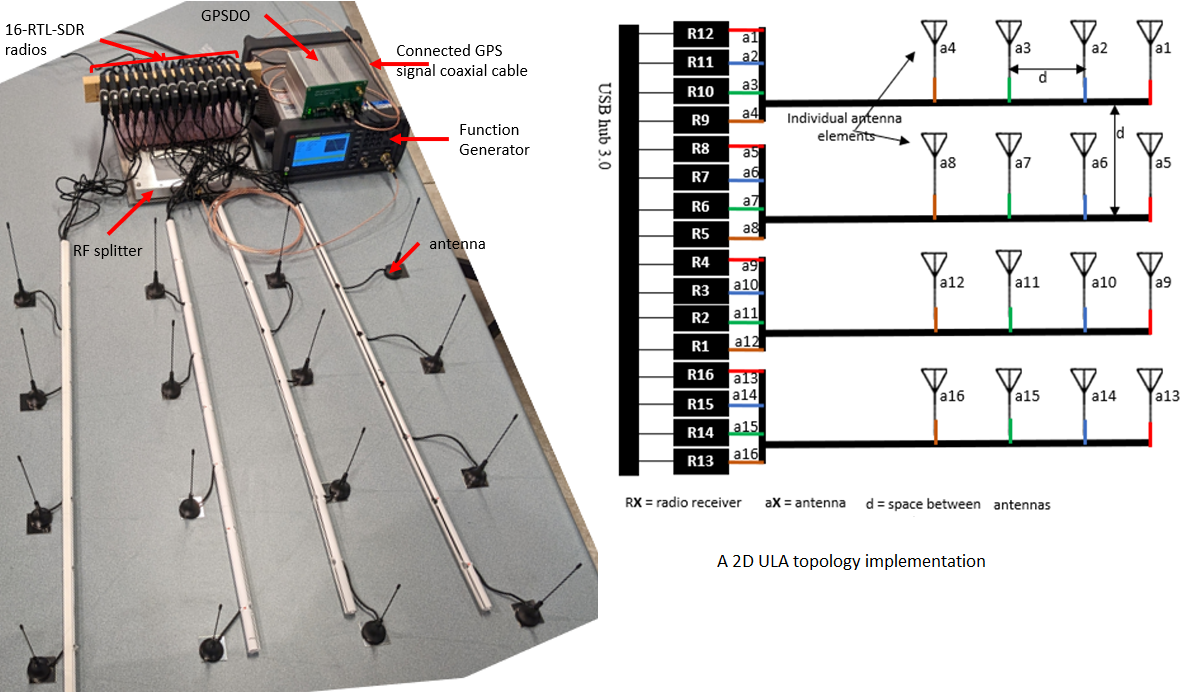 16-RTL-SDR
radios
GPSDO
Connected GPS
signal coaxial cable
Function
Generator
RF splitter
antenna
USB hub 3.0
R12
a1
R11
a2
R10
a3
R9
a4
R8
a5
R7
a6
R6
a7
R5
a8
R4
a9
R3
a10
R2
a11
R1
a12
R16
a13
R15
a14
R14
a15
R13
a16
a4
a3
a2
a1
d
Individual antenna
elements
d
a8
a7
a6
a5
a12
a11
a10
a9
a16
a15
a14
a13
RX = radio receiver aX = antenna d = space between antennas
A 2D ULA topology implementation